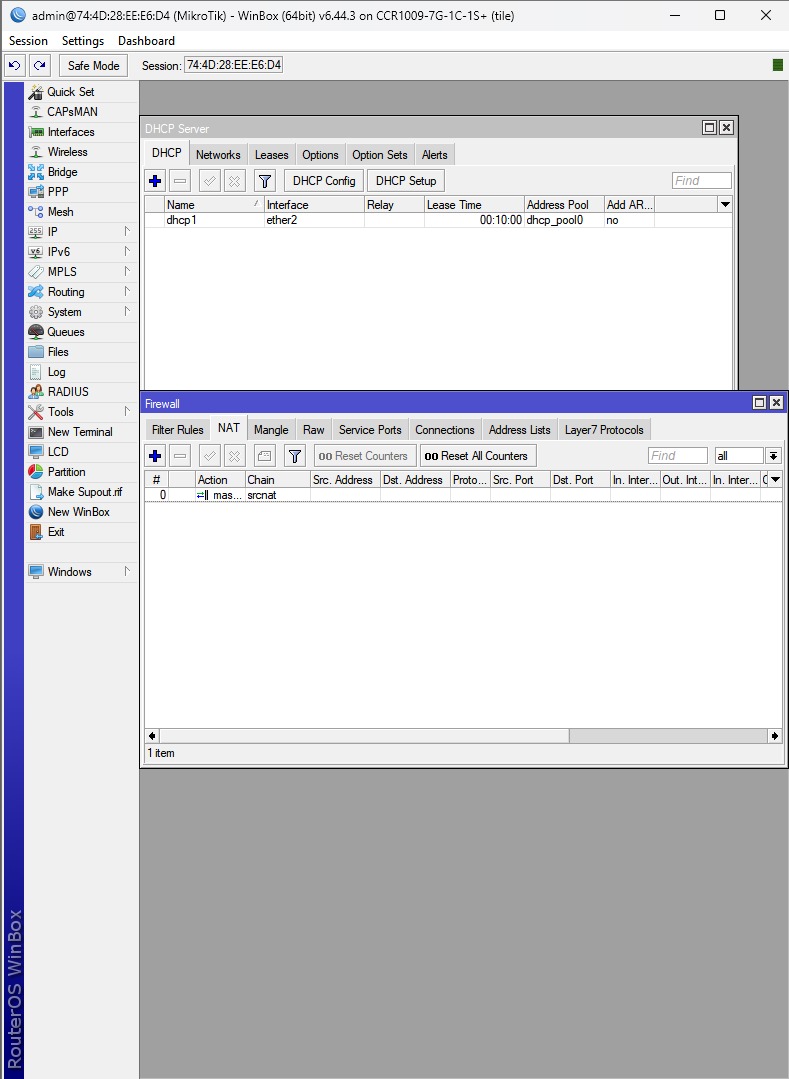 admin@74:4D:28:EE:E6:D4 (MikroTik) - WinBox (64bit) v6.44.3 on CCR1009-7G-1C-1S+ (tile)
Session Settings Dashboard
Safe Mode Session: 74:4D:28:EE:E6:D4
Quick Set
CAPsMAN
Interfaces
Wireless
Bridge
PPP
Mesh
IP
IPv6
MPLS
Routing
System
Queues
Files
Log
RADIUS
Tools
New Terminal
LCD
Partition
Make Supout.rif
New WinBox
Exit
Windows
RouterOS WinBox
DHCP Server
DHCP Networks Leases Options Option Sets Alerts
DHCP Config DHCP Setup Find
Name Interface Relay Lease Time Address Pool Add AR...
dhcp1 ether2 00:10:00 dhcp_pool0 no
Firewall
Filter Rules NAT Mangle Raw Service Ports Connections Address Lists Layer7 Protocols
00 Reset Counters 00 Reset All Counters Find all
# Action Chain Src. Address Dst. Address Proto... Src. Port Dst. Port In. Inter... Out. Int... In. Inter...
0 mas... srcnat
1 item